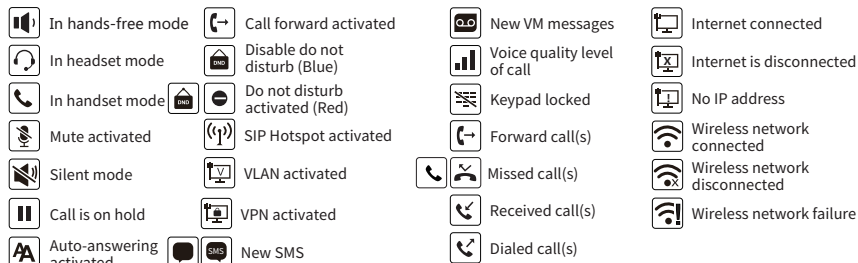 In hands-free mode
In headset mode
In handset mode
Mute activated
Silent mode
Call is on hold
AA
Auto-answering
activated
Call forward activated
DND
Disable do not
disturb (Blue)
DND
Do not disturb
activated (Red)
SIP Hotspot activated
V
VLAN activated
VPN activated
SMS
New SMS
New VM messages
Voice quality level
of call
Keypad locked
Forward call(s)
Missed call(s)
Received call(s)
Dialed call(s)
Internet connected
X
Internet is disconnected
!
No IP address
Wireless network
connected
X
Wireless network
disconnected
!
Wireless network failure